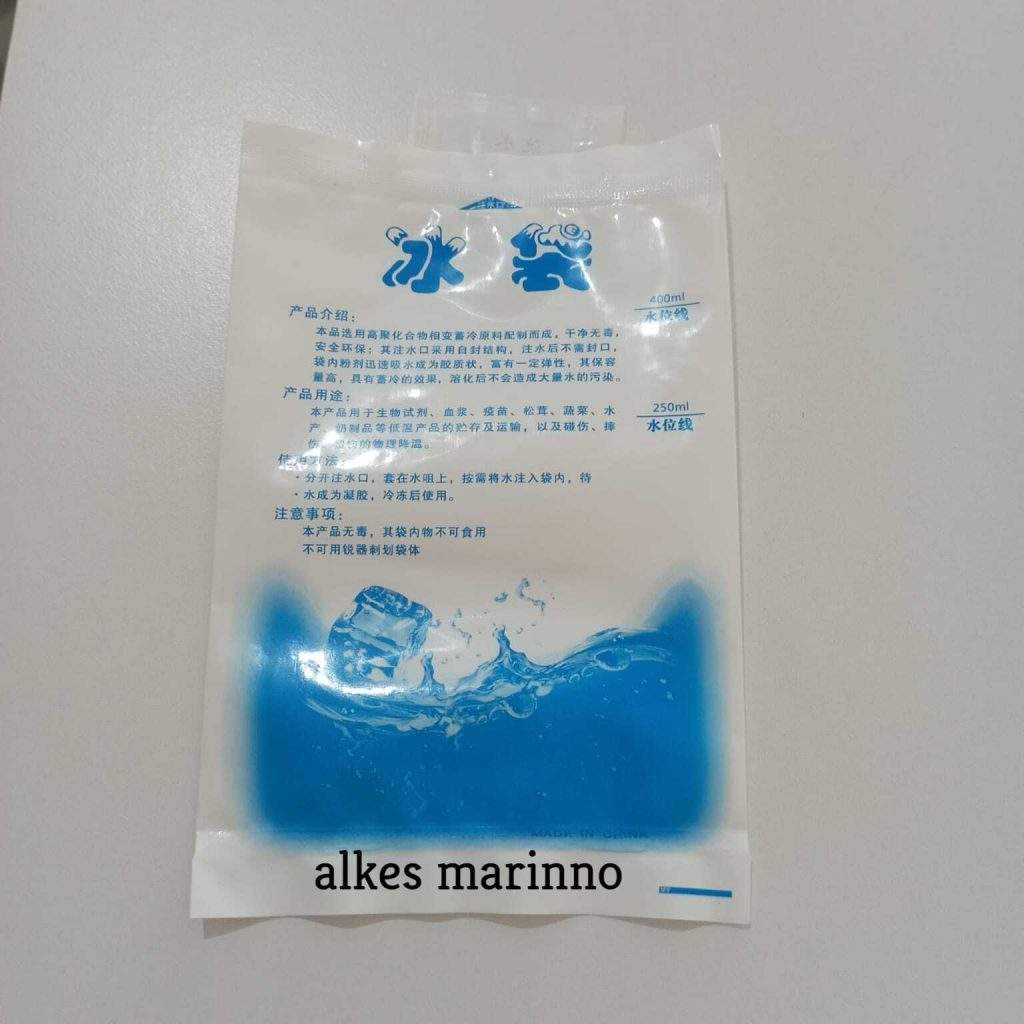 注水口
冰袋
400ml
水位线
产品介绍：
本品选用高聚化合物相变蓄冷原料配制而成，干净无毒，
安全环保；其注水口采用自封结构，注水后不需封口，
袋内粉剂迅速吸水成为胶质状，富有一定弹性，其保容
量高，具有蓄冷的效果，溶化后不会造成大量水的污染。
产品用途：
250ml
水位线
本产品用于生物试剂、血浆、疫苗、松茸、蔬菜、水
产、奶制品等低温产品的贮存及运输，以及碰伤、摔
的物理降温。
使用方法：
·分开注水口，套在水咀上，按需将水注入袋内，待
·水成为凝胶，冷冻后使用。
注意事项：
本产品无毒，其袋内物不可食用
不可用锐器刺划袋体
MADE IN CHINA
alkes marinno